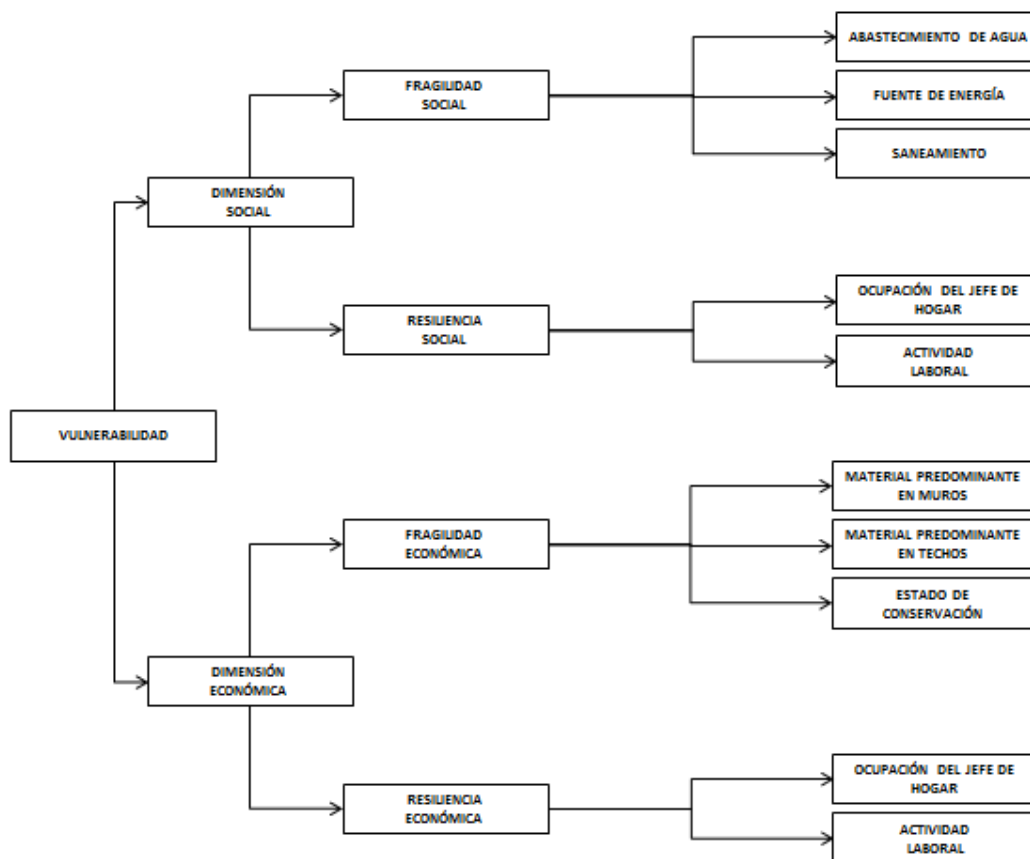 ABASTECIMIENTO DE AGUA
FRAGILIDAD
SOCIAL
FUENTE DE ENERGÍA
SANEAMIENTO
DIMENSIÓN
SOCIAL
OCUPACIÓN DEL JEFE DE
HOGAR
RESILIENCIA
SOCIAL
ACTIVIDAD
LABORAL
VULNERABILIDAD
MATERIAL PREDOMINANTE
EN MUROS
FRAGILIDAD
ECONÓMICA
MATERIAL PREDOMINANTE
EN TECHOS
ESTADO DE
CONSERVACIÓN
DIMENSIÓN
ECONÓMICA
OCUPACIÓN DEL JEFE DE
HOGAR
RESILIENCIA
ECONÓMICA
ACTIVIDAD
LABORAL